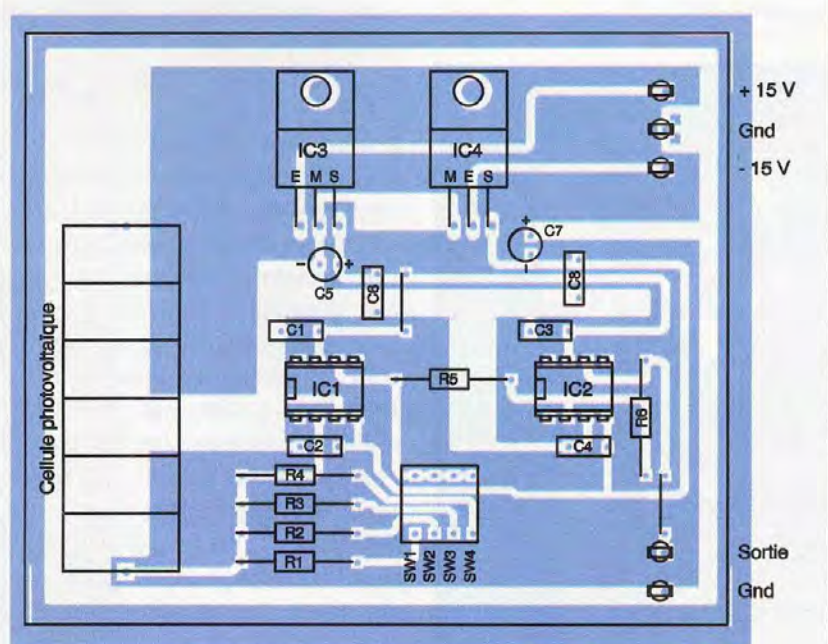 + 15 V
Gnd
- 15 V
IC3
IC4
E M S
M E S
+
C7
-
- +
C5
C6
C8
C1
C3
IC1
R5
IC2
R6
Cellule photovoltaïque
C2
C4
R4
R3
R2
R1
SW1
SW2
SW3
SW4
Sortie
Gnd